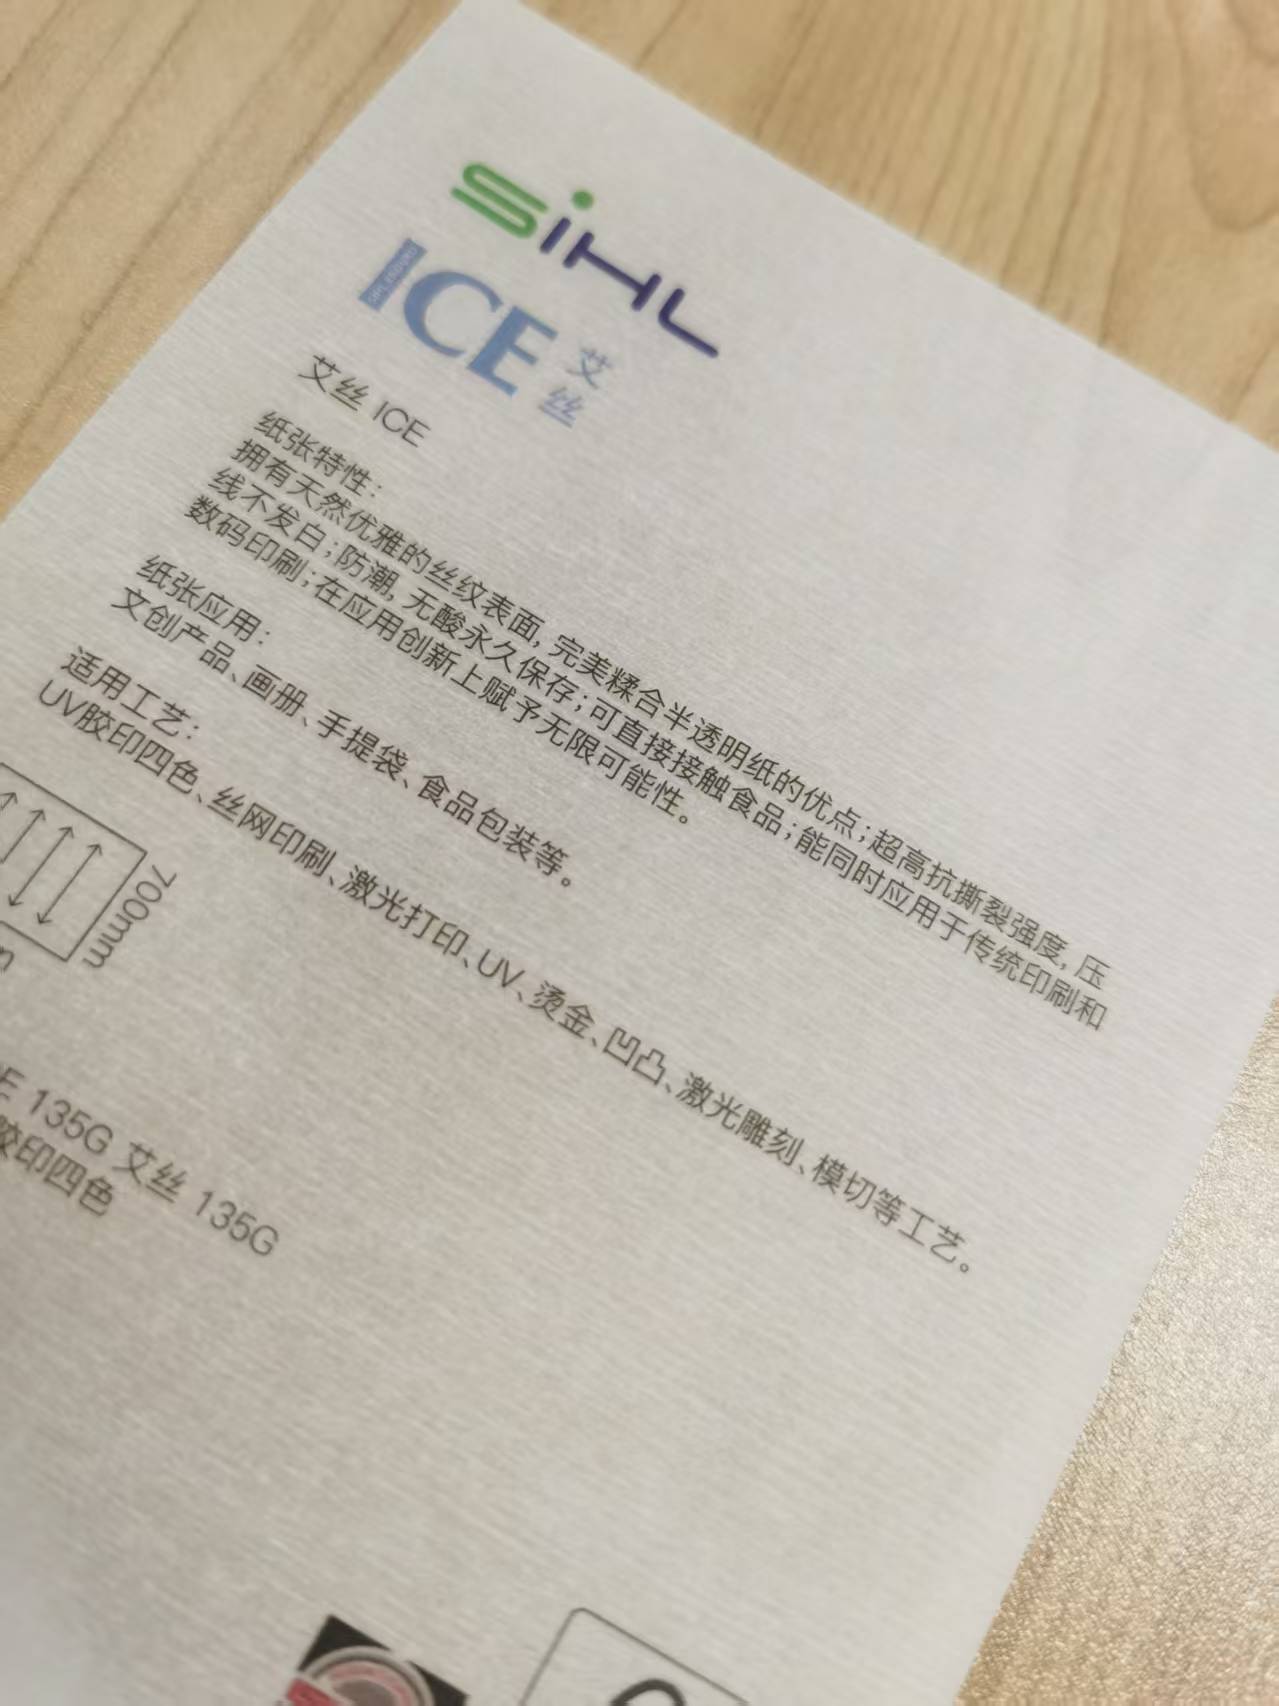 SiHL
ICE 艾丝
艾丝 ICE
纸张特性：
拥有天然优雅的丝纹表面，完美糅合半透明纸的优点；超高抗撕裂强度，压
线不发白；防潮，无酸永久保存；可直接接触食品；能同时应用于传统印刷和
数码印刷；在应用创新上赋予无限可能性。
纸张应用：
文创产品、画册、手提袋、食品包装等。
适用工艺：
UV胶印四色、丝网印刷、激光打印、UV、烫金、凹凸、激光雕刻、模切等工艺。
700mm
135G 艾丝 135G
胶印四色